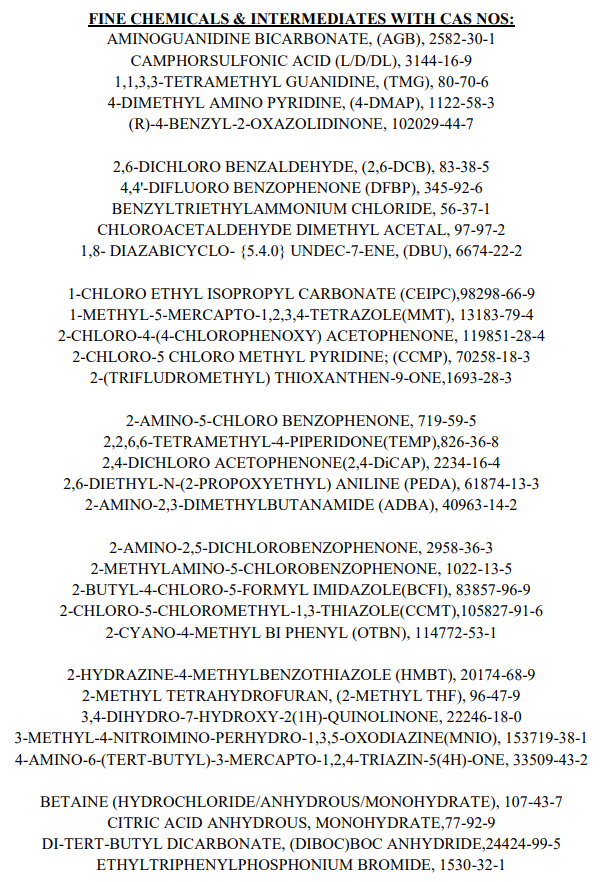 FINE CHEMICALS & INTERMEDIATES WITH CAS NOS:
AMINOGUANIDINE BICARBONATE, (AGB), 2582-30-1
CAMPHORSULFONIC ACID (L/D/DL), 3144-16-9
1,1,3,3-TETRAMETHYL GUANIDINE, (TMG), 80-70-6
4-DIMETHYL AMINO PYRIDINE, (4-DMAP), 1122-58-3
(R)-4-BENZYL-2-OXAZOLIDINONE, 102029-44-7
2,6-DICHLORO BENZALDEHYDE, (2,6-DCB), 83-38-5
4,4'-DIFLUORO BENZOPHENONE (DFBP), 345-92-6
BENZYLTRIETHYLAMMONIUM CHLORIDE, 56-37-1
CHLOROACETALDEHYDE DIMETHYL ACETAL, 97-97-2
1,8- DIAZABICYCLO- {5.4.0} UNDEC-7-ENE, (DBU), 6674-22-2
1-CHLORO ETHYL ISOPROPYL CARBONATE (CEIPC),98298-66-9
1-METHYL-5-MERCAPTO-1,2,3,4-TETRAZOLE(MMT), 13183-79-4
2-CHLORO-4-(4-CHLOROPHENOXY) ACETOPHENONE, 119851-28-4
2-CHLORO-5 CHLORO METHYL PYRIDINE; (CCMP), 70258-18-3
2-(TRIFLUDROMETHYL) THIOXANTHEN-9-ONE,1693-28-3
2-AMINO-5-CHLORO BENZOPHENONE, 719-59-5
2,2,6,6-TETRAMETHYL-4-PIPERIDONE(TEMP),826-36-8
2,4-DICHLORO ACETOPHENONE(2,4-DiCAP), 2234-16-4
2,6-DIETHYL-N-(2-PROPOXYETHYL) ANILINE (PEDA), 61874-13-3
2-AMINO-2,3-DIMETHYLBUTANAMIDE (ADBA), 40963-14-2
2-AMINO-2,5-DICHLOROBENZOPHENONE, 2958-36-3
2-METHYLAMINO-5-CHLOROBENZOPHENONE, 1022-13-5
2-BUTYL-4-CHLORO-5-FORMYL IMIDAZOLE(BCFI), 83857-96-9
2-CHLORO-5-CHLOROMETHYL-1,3-THIAZOLE(CCMT),105827-91-6
2-CYANO-4-METHYL BI PHENYL (OTBN), 114772-53-1
2-HYDRAZINE-4-METHYLBENZOTHIAZOLE (HMBT), 20174-68-9
2-METHYL TETRAHYDROFURAN, (2-METHYL THF), 96-47-9
3,4-DIHYDRO-7-HYDROXY-2(1H)-QUINOLINONE, 22246-18-0
3-METHYL-4-NITROIMINO-PERHYDRO-1,3,5-OXODIAZINE(MNIO), 153719-38-1
4-AMINO-6-(TERT-BUTYL)-3-MERCAPTO-1,2,4-TRIAZIN-5(4H)-ONE, 33509-43-2
BETAINE (HYDROCHLORIDE/ANHYDROUS/MONOHYDRATE), 107-43-7
CITRIC ACID ANHYDROUS, MONOHYDRATE,77-92-9
DI-TERT-BUTYL DICARBONATE, (DIBOC)BOC ANHYDRIDE,24424-99-5
ETHYLTRIPHENYLPHOSPHONIUM BROMIDE, 1530-32-1